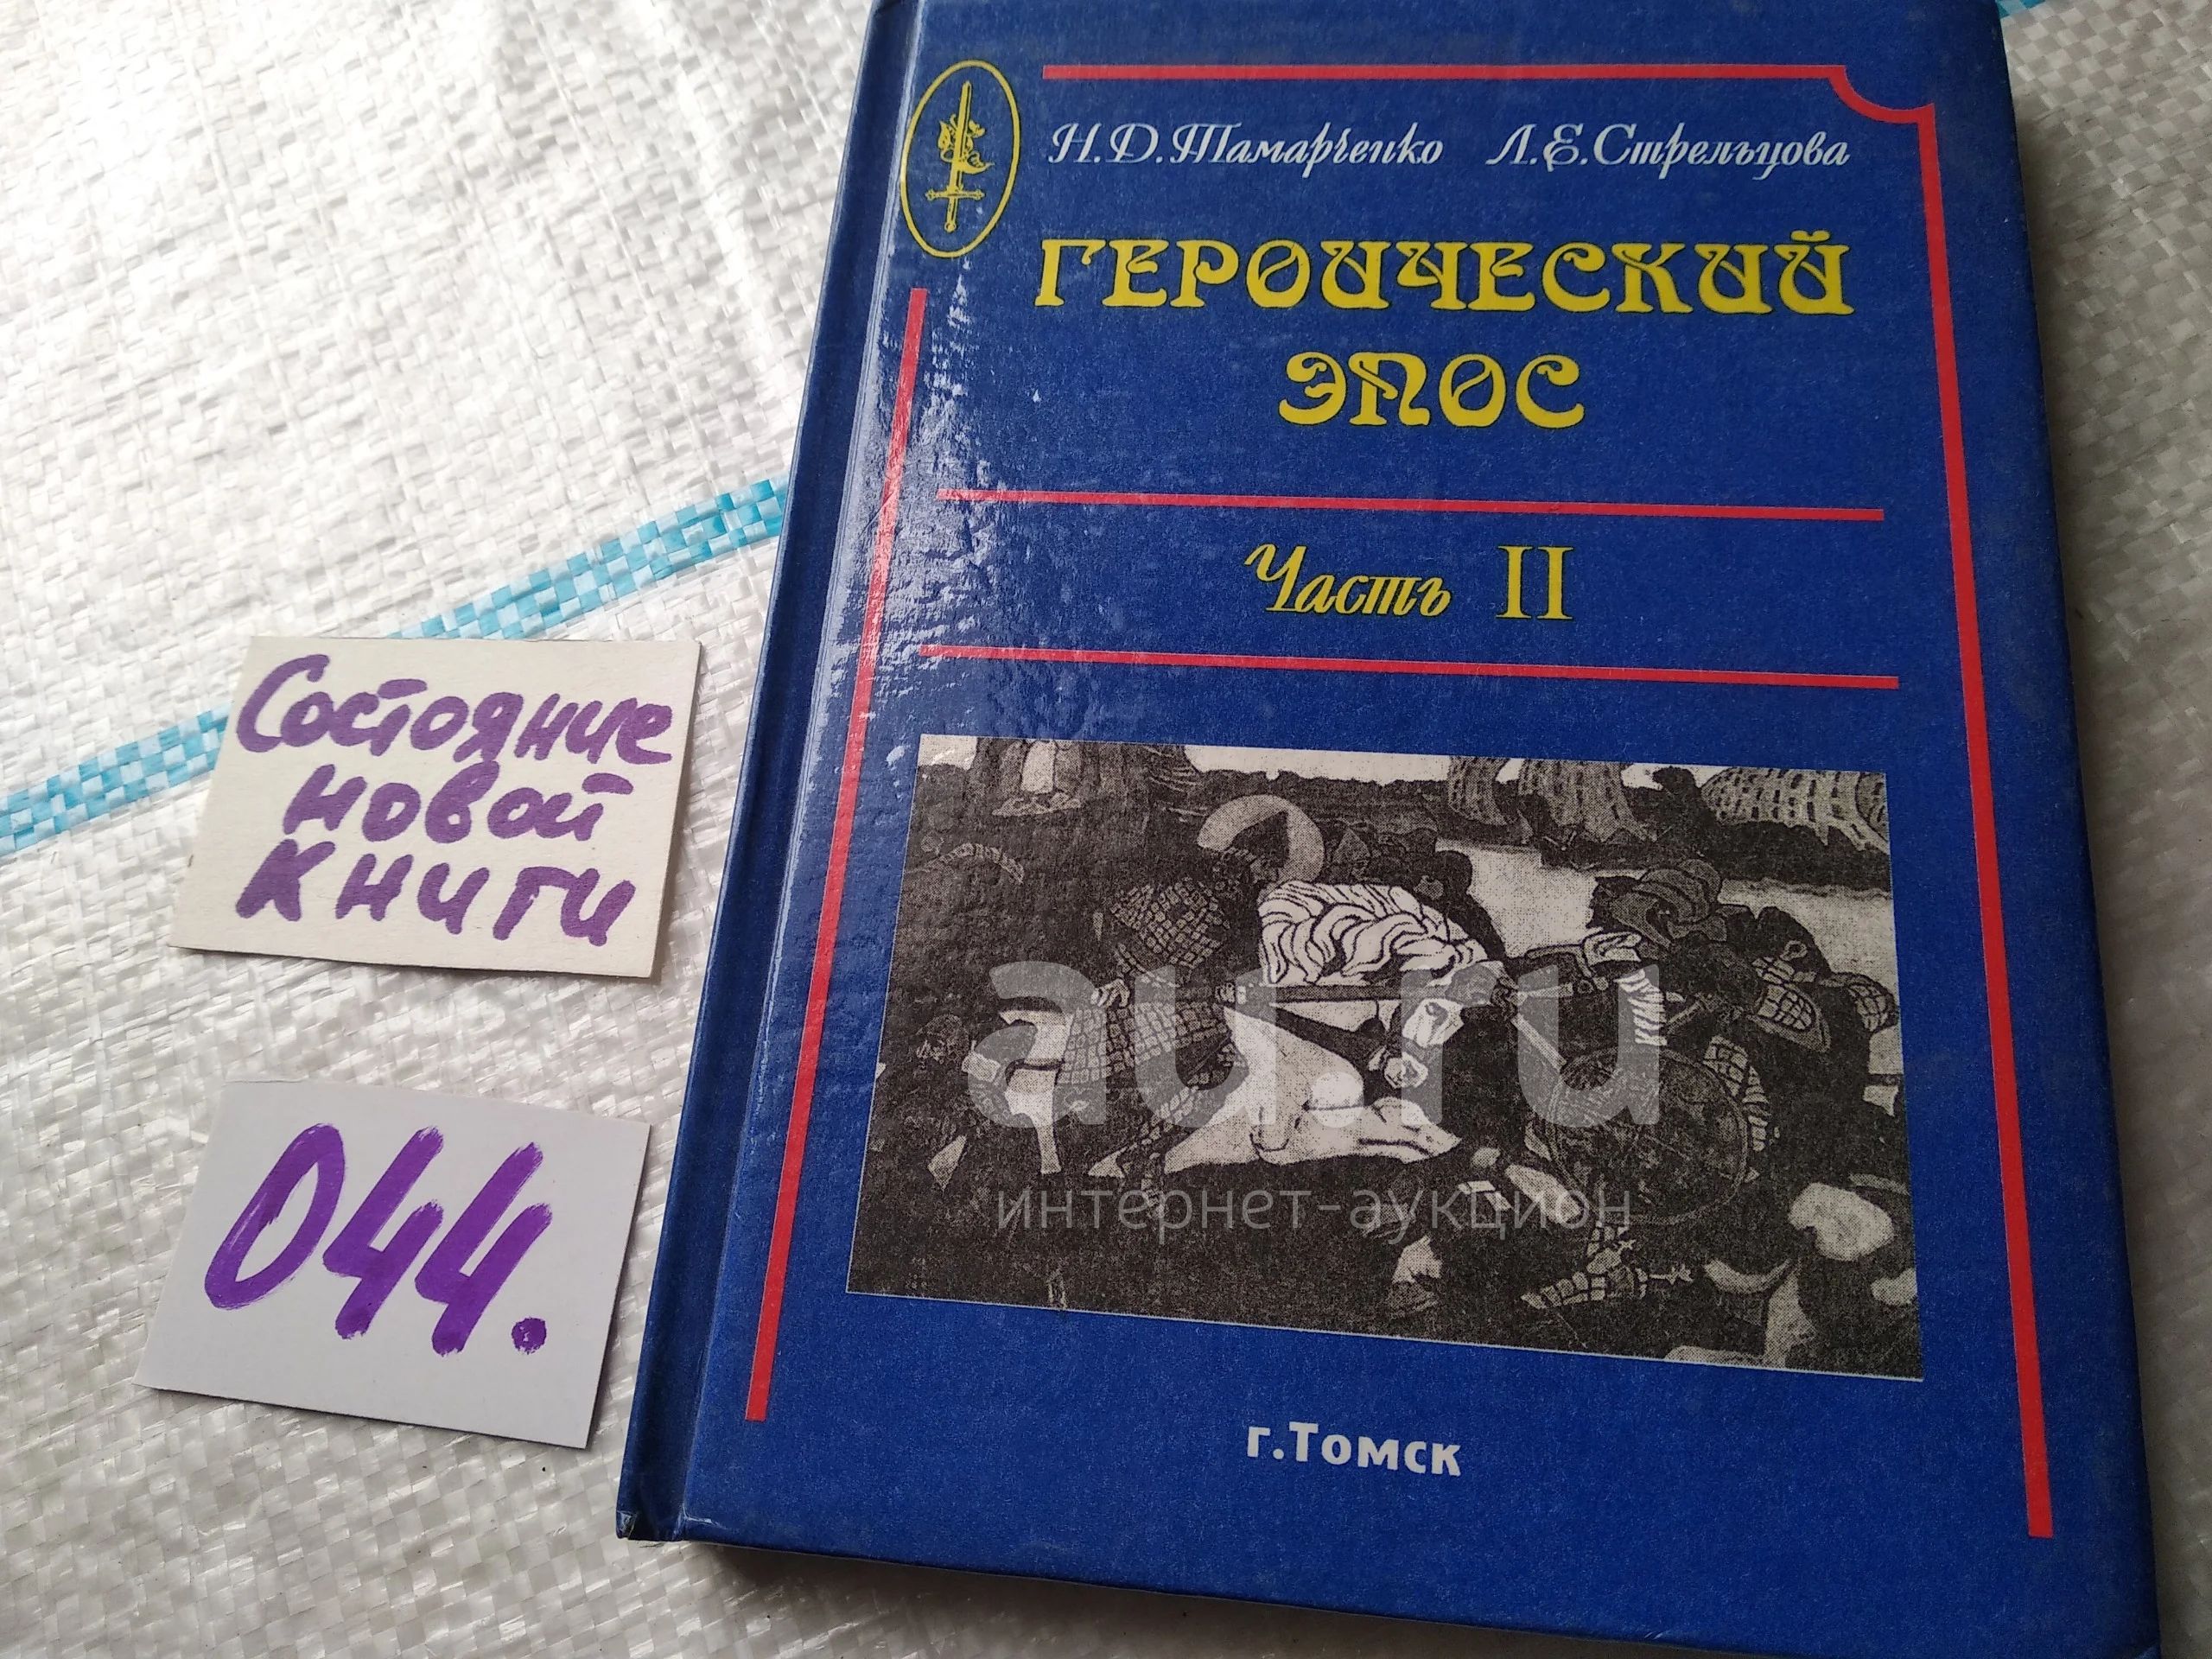 Н.Д.Тамарченко Л.Е.Стрельцова
ГЕРОИЧЕСКИЙ
ЭПОС
Часть II
Состояние
новой
книги
au.ru
интернет-аукцион
044.
г.Томск